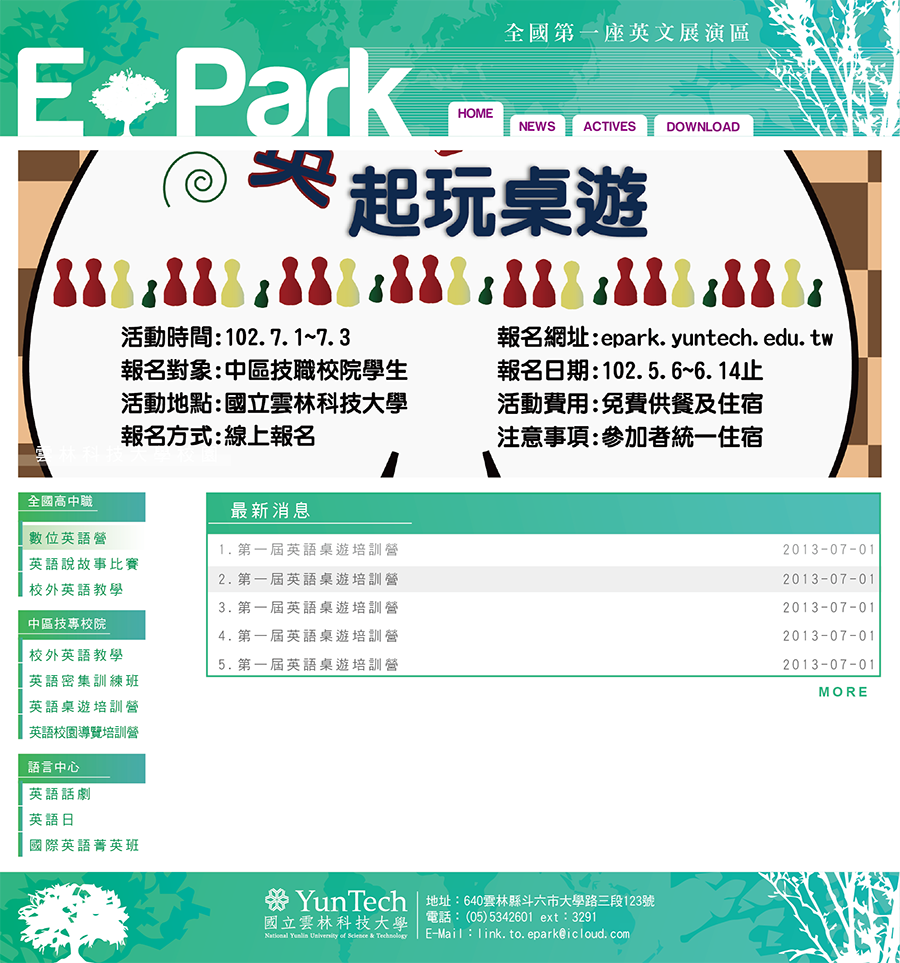 全國第一座英文展演區
E Park
HOME
NEWS
ACTIVES
DOWNLOAD
英
起玩桌遊
活動時間:102.7.1~7.3
報名對象:中區技職校院學生
活動地點:國立雲林科技大學
報名方式:線上報名
報名網址:epark.yuntech.edu.tw
報名日期:102.5.6~6.14止
活動費用:免費供餐及住宿
注意事項:參加者統一住宿
雲林科技大學校園
全國高中職
數位英語營
英語說故事比賽
校外英語教學
中區技專校院
校外英語教學
英語密集訓練班
英語桌遊培訓營
英語校園導覽培訓營
語言中心
英語話劇
英語日
國際英語菁英班
最新消息
1.第一屆英語桌遊培訓營 2013-07-01
2.第一屆英語桌遊培訓營 2013-07-01
3.第一屆英語桌遊培訓營 2013-07-01
4.第一屆英語桌遊培訓營 2013-07-01
5.第一屆英語桌遊培訓營 2013-07-01
MORE
YunTech
國立雲林科技大學
National Yunlin University of Science & Technology
地址：640雲林縣斗六市大學路三段123號
電話：(05)5342601 ext：3291
E-Mail：link.to.epark@icloud.com